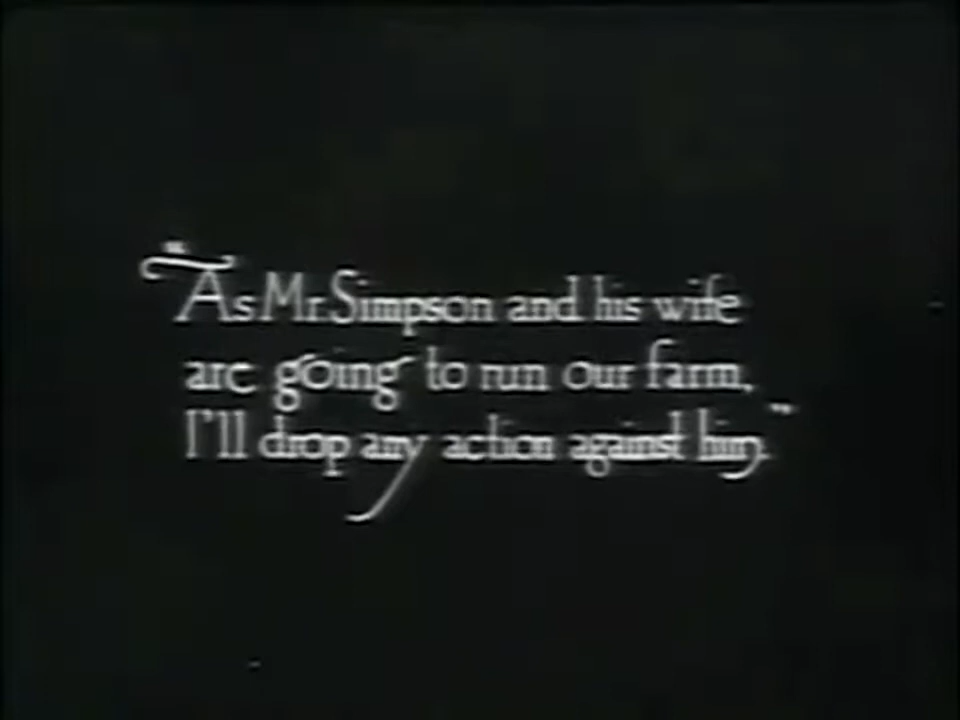 "As Mr. Simpson and his wife
are going to run our farm,
I'll drop any action against him."